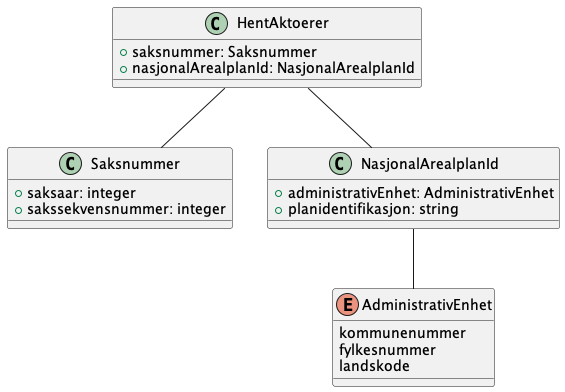 C HentAktoerer
saksnummer: Saksnummer
nasjonalArealplanId: NasjonalArealplanId
C Saksnummer
saksaar: integer
sakssekvensnummer: integer
C NasjonalArealplanId
administrativEnhet: AdministrativEnhet
planidentifikasjon: string
E AdministrativEnhet
kommunenummer
fylkesnummer
landskode